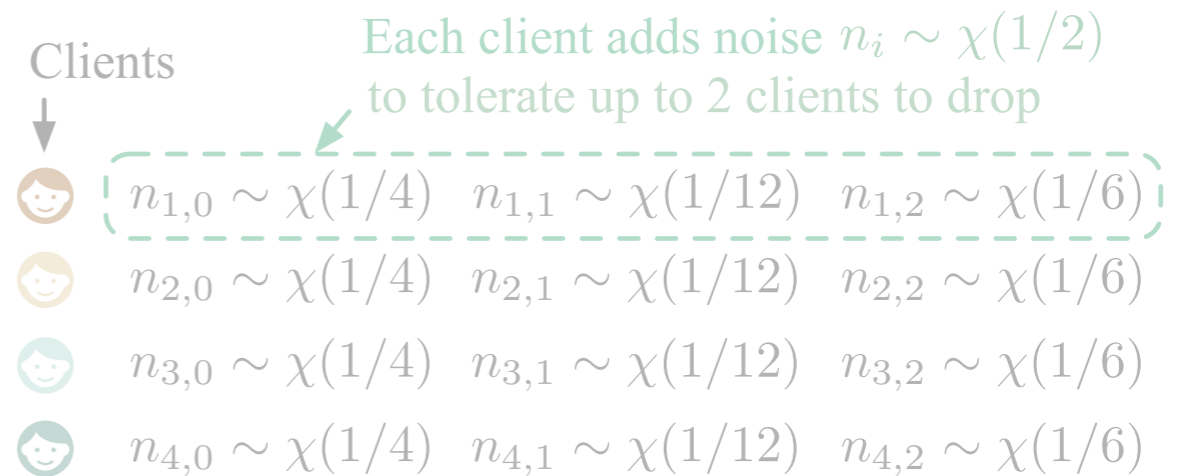 Each client adds noise n_i ∼ χ(1/2)
Clients
to tolerate up to 2 clients to drop
n_{1,0} ∼ χ(1/4) n_{1,1} ∼ χ(1/12) n_{1,2} ∼ χ(1/6)
n_{2,0} ∼ χ(1/4) n_{2,1} ∼ χ(1/12) n_{2,2} ∼ χ(1/6)
n_{3,0} ∼ χ(1/4) n_{3,1} ∼ χ(1/12) n_{3,2} ∼ χ(1/6)
n_{4,0} ∼ χ(1/4) n_{4,1} ∼ χ(1/12) n_{4,2} ∼ χ(1/6)